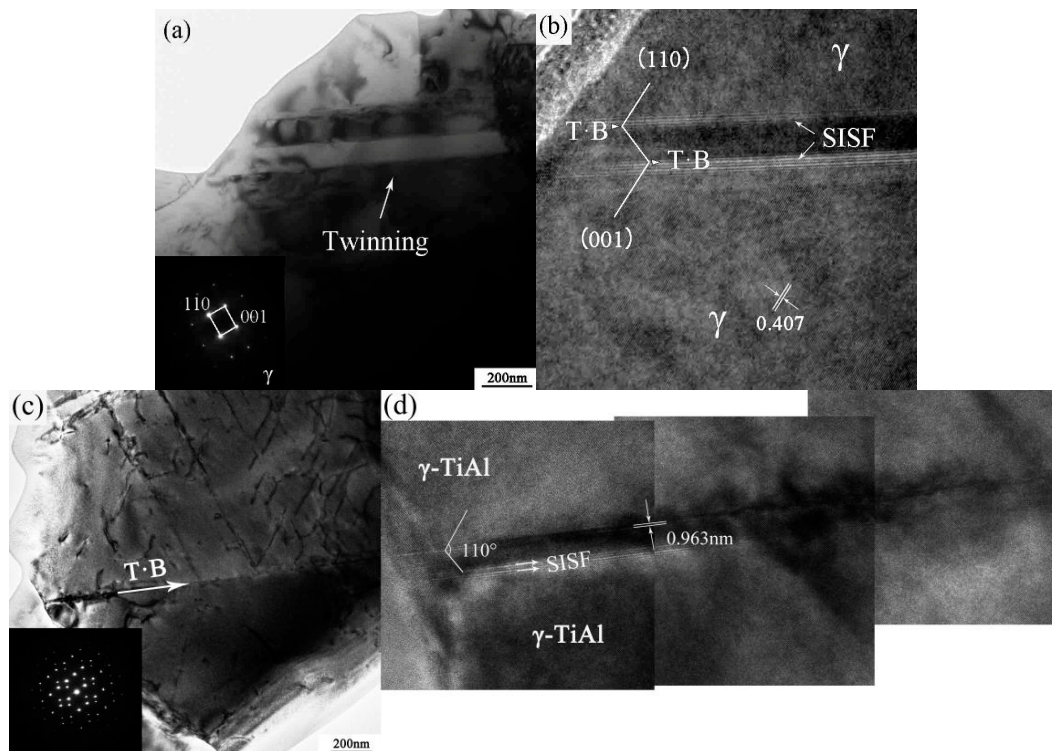 (a)
Twinning
110
001
γ
200nm
(b)
γ
(110)
T·B
SISF
T·B
(001)
γ
0.407
(c)
T·B
200nm
(d)
γ-TiAl
110°
0.963nm
SISF
γ-TiAl